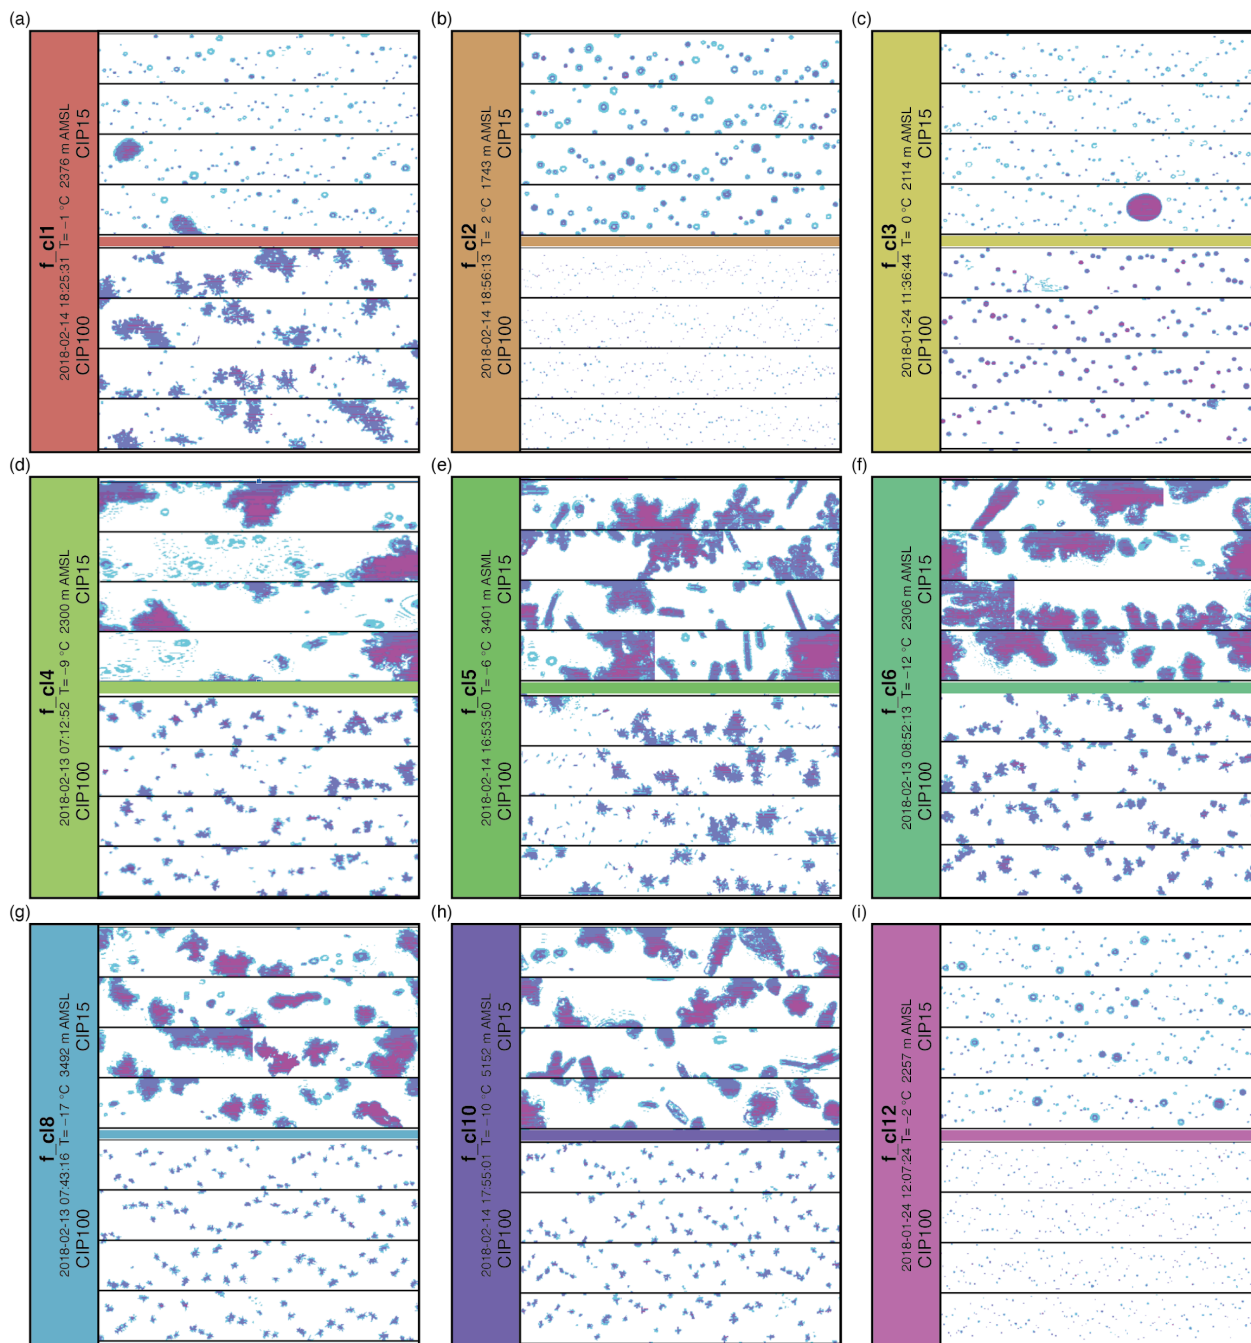 (a)
f_cl1
2018-02-14 18:25:31 T= −1 °C 2376 m AMSL
CIP100 CIP15
(b)
f_cl2
2018-02-14 18:56:13 T= 2 °C 1743 m AMSL
CIP100 CIP15
(c)
f_cl3
2018-01-24 11:36:44 T= 0 °C 2114 m AMSL
CIP100 CIP15
(d)
f_cl4
2018-02-13 07:12:52 T= −9 °C 2300 m AMSL
CIP100 CIP15
(e)
f_cl5
2018-02-14 16:53:50 T= −6 °C 3401 m ASML
CIP100 CIP15
(f)
f_cl6
2018-02-13 08:52:13 T= −12 °C 2306 m AMSL
CIP100 CIP15
(g)
f_cl8
2018-02-13 07:43:16 T= −17 °C 3492 m AMSL
CIP100 CIP15
(h)
f_cl10
2018-02-14 17:55:01 T= −10 °C 5152 m AMSL
CIP100 CIP15
(i)
f_cl12
2018-01-24 12:07:24 T= −2 °C 2257 m AMSL
CIP100 CIP15